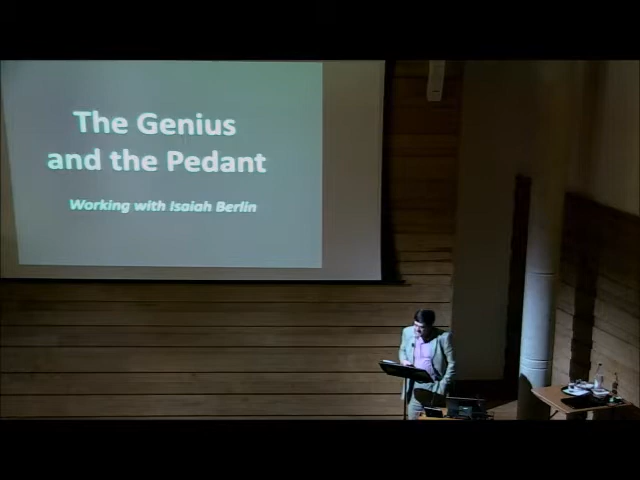 The Genius
and the Pedant
Working with Isaiah Berlin